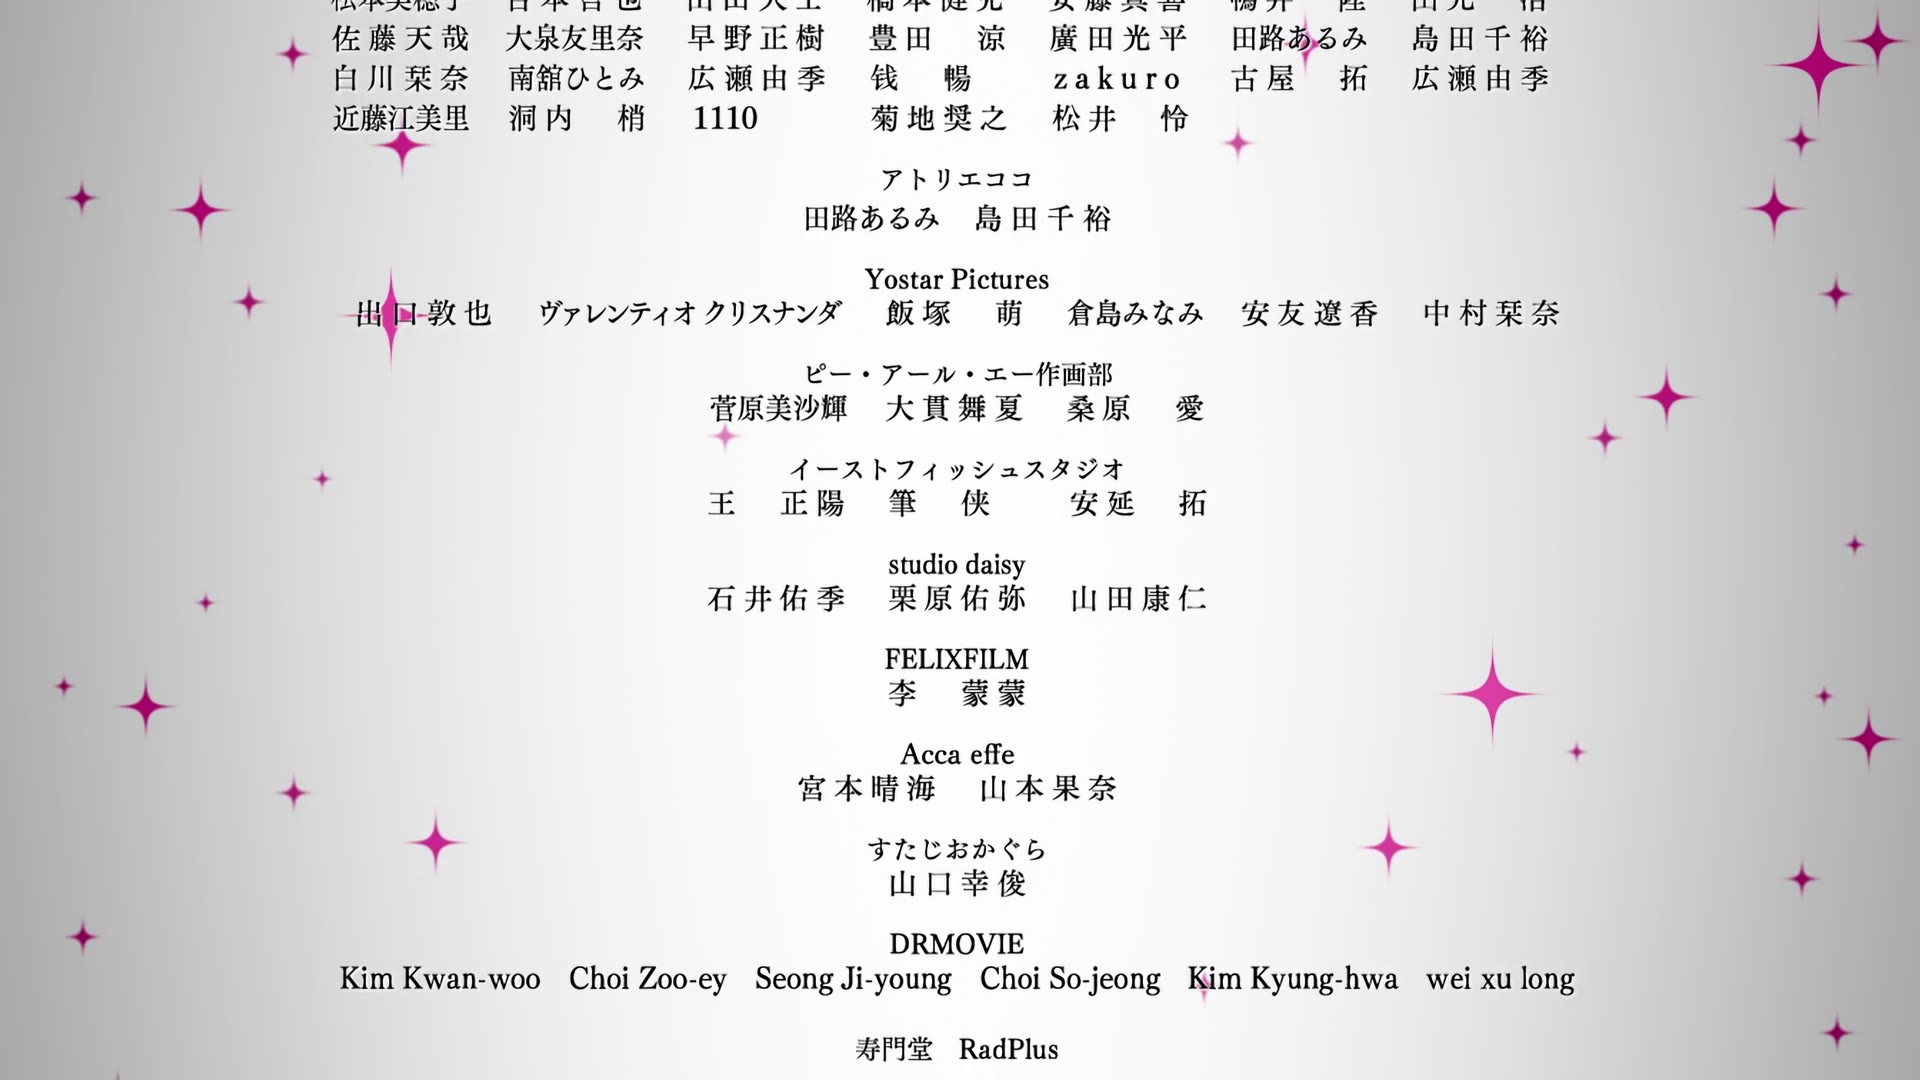 佐藤天哉 大泉友里奈 早野正樹 豊田 涼 廣田光平 田路あるみ 島田千裕
白川栞奈 南舘ひとみ 広瀬由季 钱 暢 zakuro 古屋 拓 広瀬由季
近藤江美里 洞内 梢 1110 菊地奨之 松井 怜
アトリエココ
田路あるみ 島田千裕
Yostar Pictures
出口敦也 ヴァレンティオ クリスナンダ 飯塚 萌 倉島みなみ 安友遼香 中村栞奈
ピー・アール・エー作画部
菅原美沙輝 大貫舞夏 桑原 愛
イーストフィッシュスタジオ
王 正陽 筆 侠 安延 拓
studio daisy
石井佑季 栗原佑弥 山田康仁
FELIXFILM
李 蒙蒙
Acca effe
宮本晴海 山本果奈
すたじおかぐら
山口幸俊
DRMOVIE
Kim Kwan-woo Choi Zoo-ey Seong Ji-young Choi So-jeong Kim Kyung-hwa wei xu long
寿門堂 RadPlus